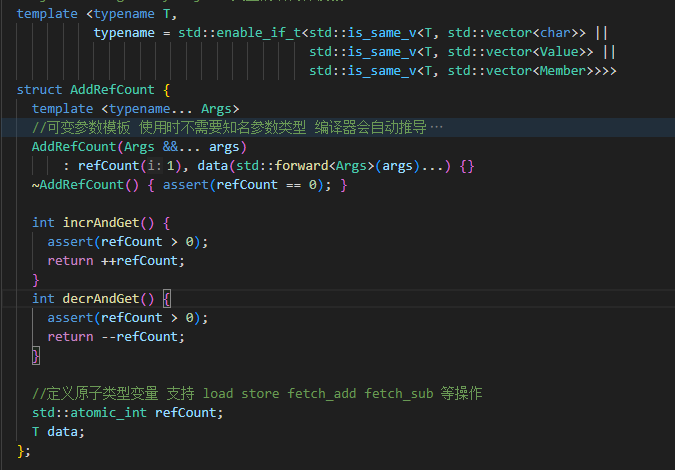 template <typename T,
          typename = std::enable_if_t<std::is_same_v<T, std::vector<char>> ||
                                      std::is_same_v<T, std::vector<Value>> ||
                                      std::is_same_v<T, std::vector<Member>>>>
struct AddRefCount {
  template <typename... Args>
  //可变参数模板 使用时不需要知名参数类型 编译器会自动推导…
  AddRefCount(Args &&... args)
      : refCount(i:1), data(std::forward<Args>(args)...) {}
  ~AddRefCount() { assert(refCount == 0); }
  int incrAndGet() {
    assert(refCount > 0);
    return ++refCount;
  }
  int decrAndGet() {
    assert(refCount > 0);
    return --refCount;
  }
  //定义原子类型变量 支持 load store fetch_add fetch_sub 等操作
  std::atomic_int refCount;
  T data;
};